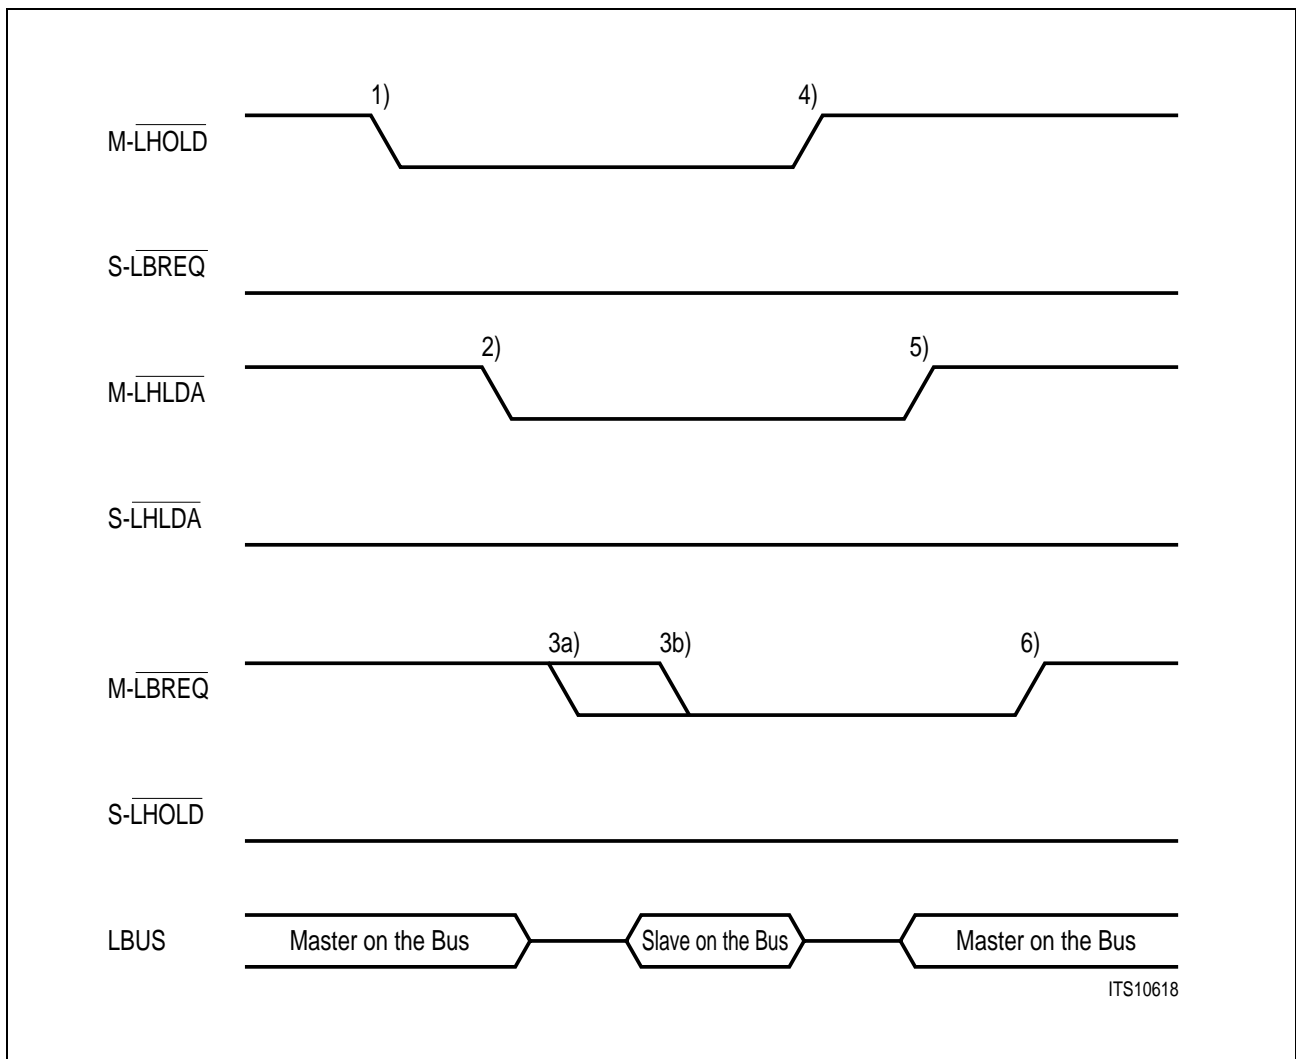 1) 4)
M-LHOLD
S-LBREQ
2) 5)
M-LHLDA
S-LHLDA
3a) 3b) 6)
M-LBREQ
S-LHOLD
LBUS Master on the Bus Slave on the Bus Master on the Bus
ITS10618